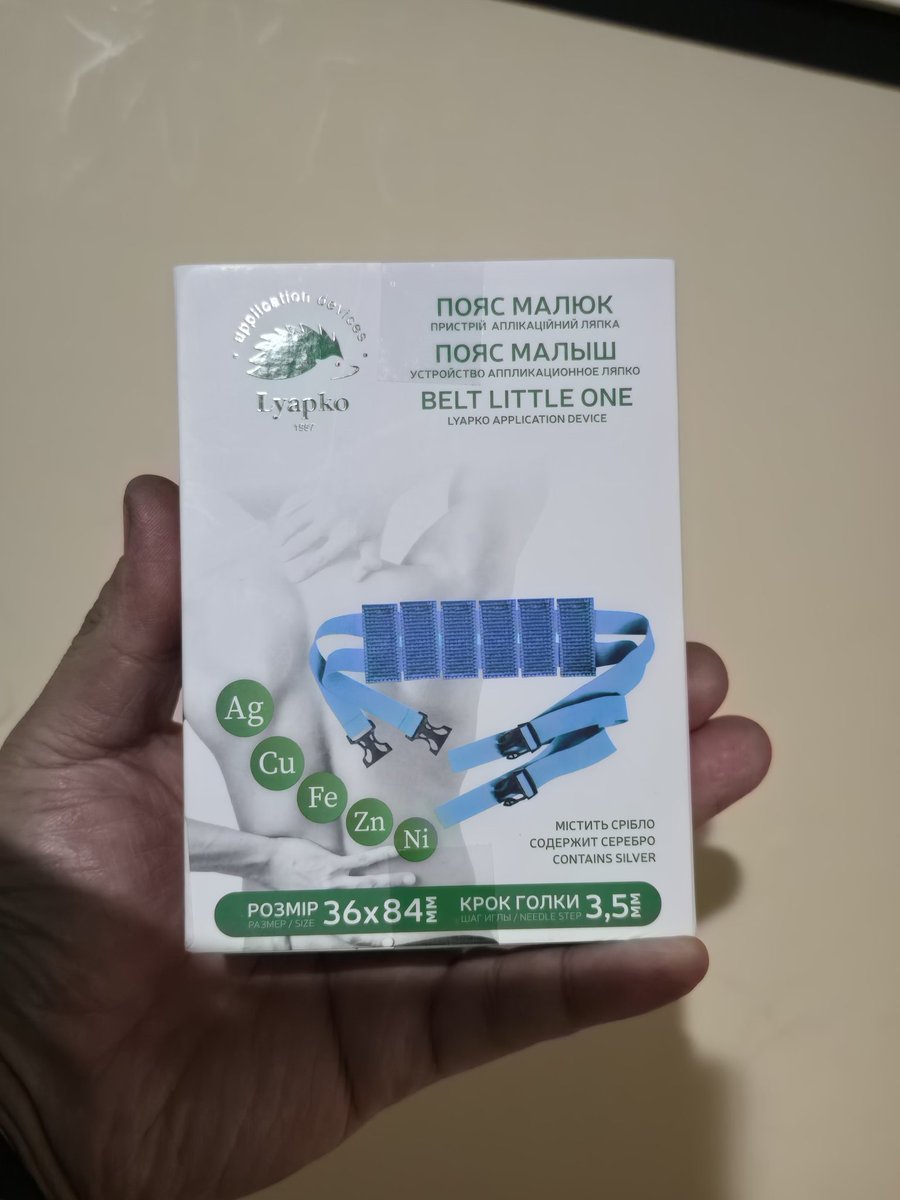 • application devices •
Lyapko
1997
ПОЯС МАЛЮК
ПРИСТРІЙ АПЛІКАЦІЙНИЙ ЛЯПКА
ПОЯС МАЛЫШ
УСТРОЙСТВО АППЛИКАЦИОННОЕ ЛЯПКО
BELT LITTLE ONE
LYAPKO APPLICATION DEVICE
Ag
Cu
Fe
Zn
Ni
МІСТИТЬ СРІБЛО
СОДЕРЖИТ СЕРЕБРО
CONTAINS SILVER
РОЗМІР 36x84 ММ
РАЗМЕР / SIZE
КРОК ГОЛКИ 3,5 ММ
ШАГ ИГЛЫ / NEEDLE STEP